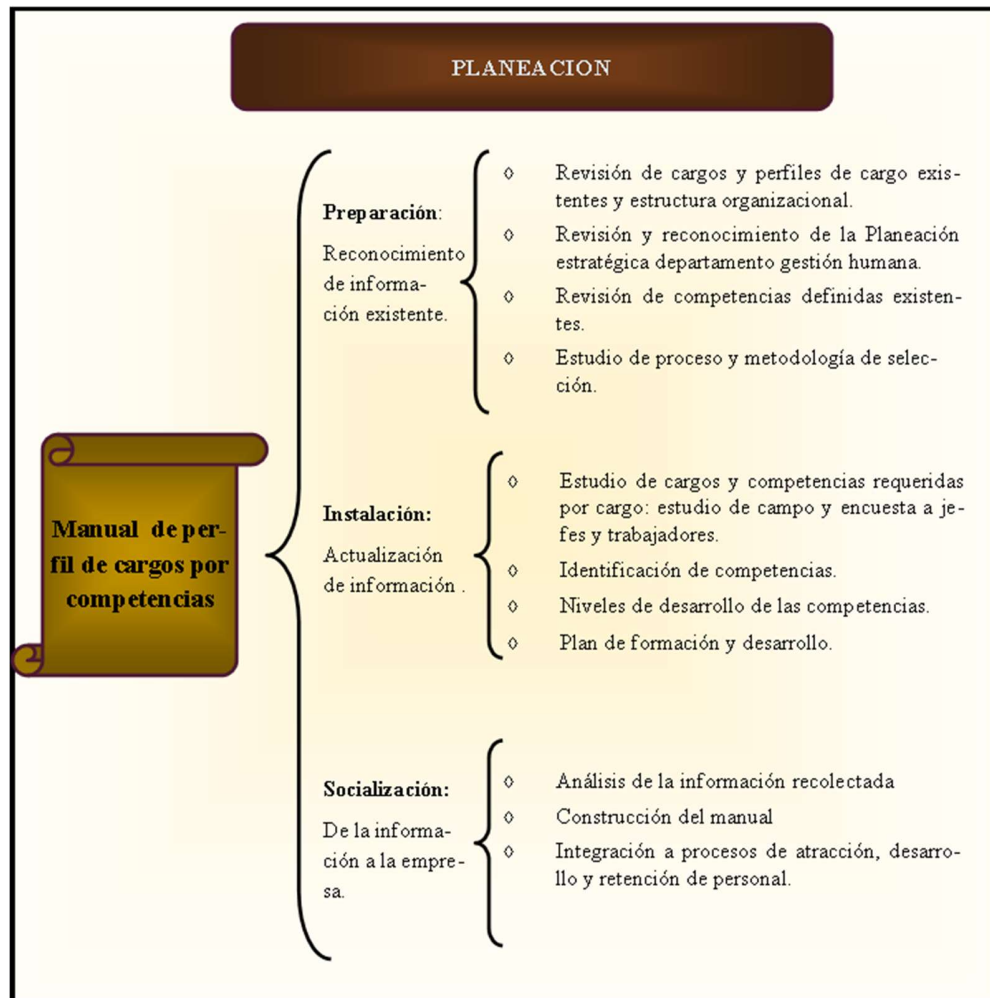 PLANEACION
Manual de per-
fil de cargos por
competencias
Preparación:
Reconocimiento
de informa-
ción existente.
◊ Revisión de cargos y perfiles de cargo exis-
tentes y estructura organizacional.
◊ Revisión y reconocimiento de la Planeación
estratégica departamento gestión humana.
◊ Revisión de competencias definidas existen-
tes.
◊ Estudio de proceso y metodología de selec-
ción.
Instalación:
Actualización
de información .
◊ Estudio de cargos y competencias requeridas
por cargo: estudio de campo y encuesta a je-
fes y trabajadores.
◊ Identificación de competencias.
◊ Niveles de desarrollo de las competencias.
◊ Plan de formación y desarrollo.
Socialización:
De la informa-
ción a la empre-
sa.
◊ Análisis de la información recolectada
◊ Construcción del manual
◊ Integración a procesos de atracción, desarro-
llo y retención de personal.